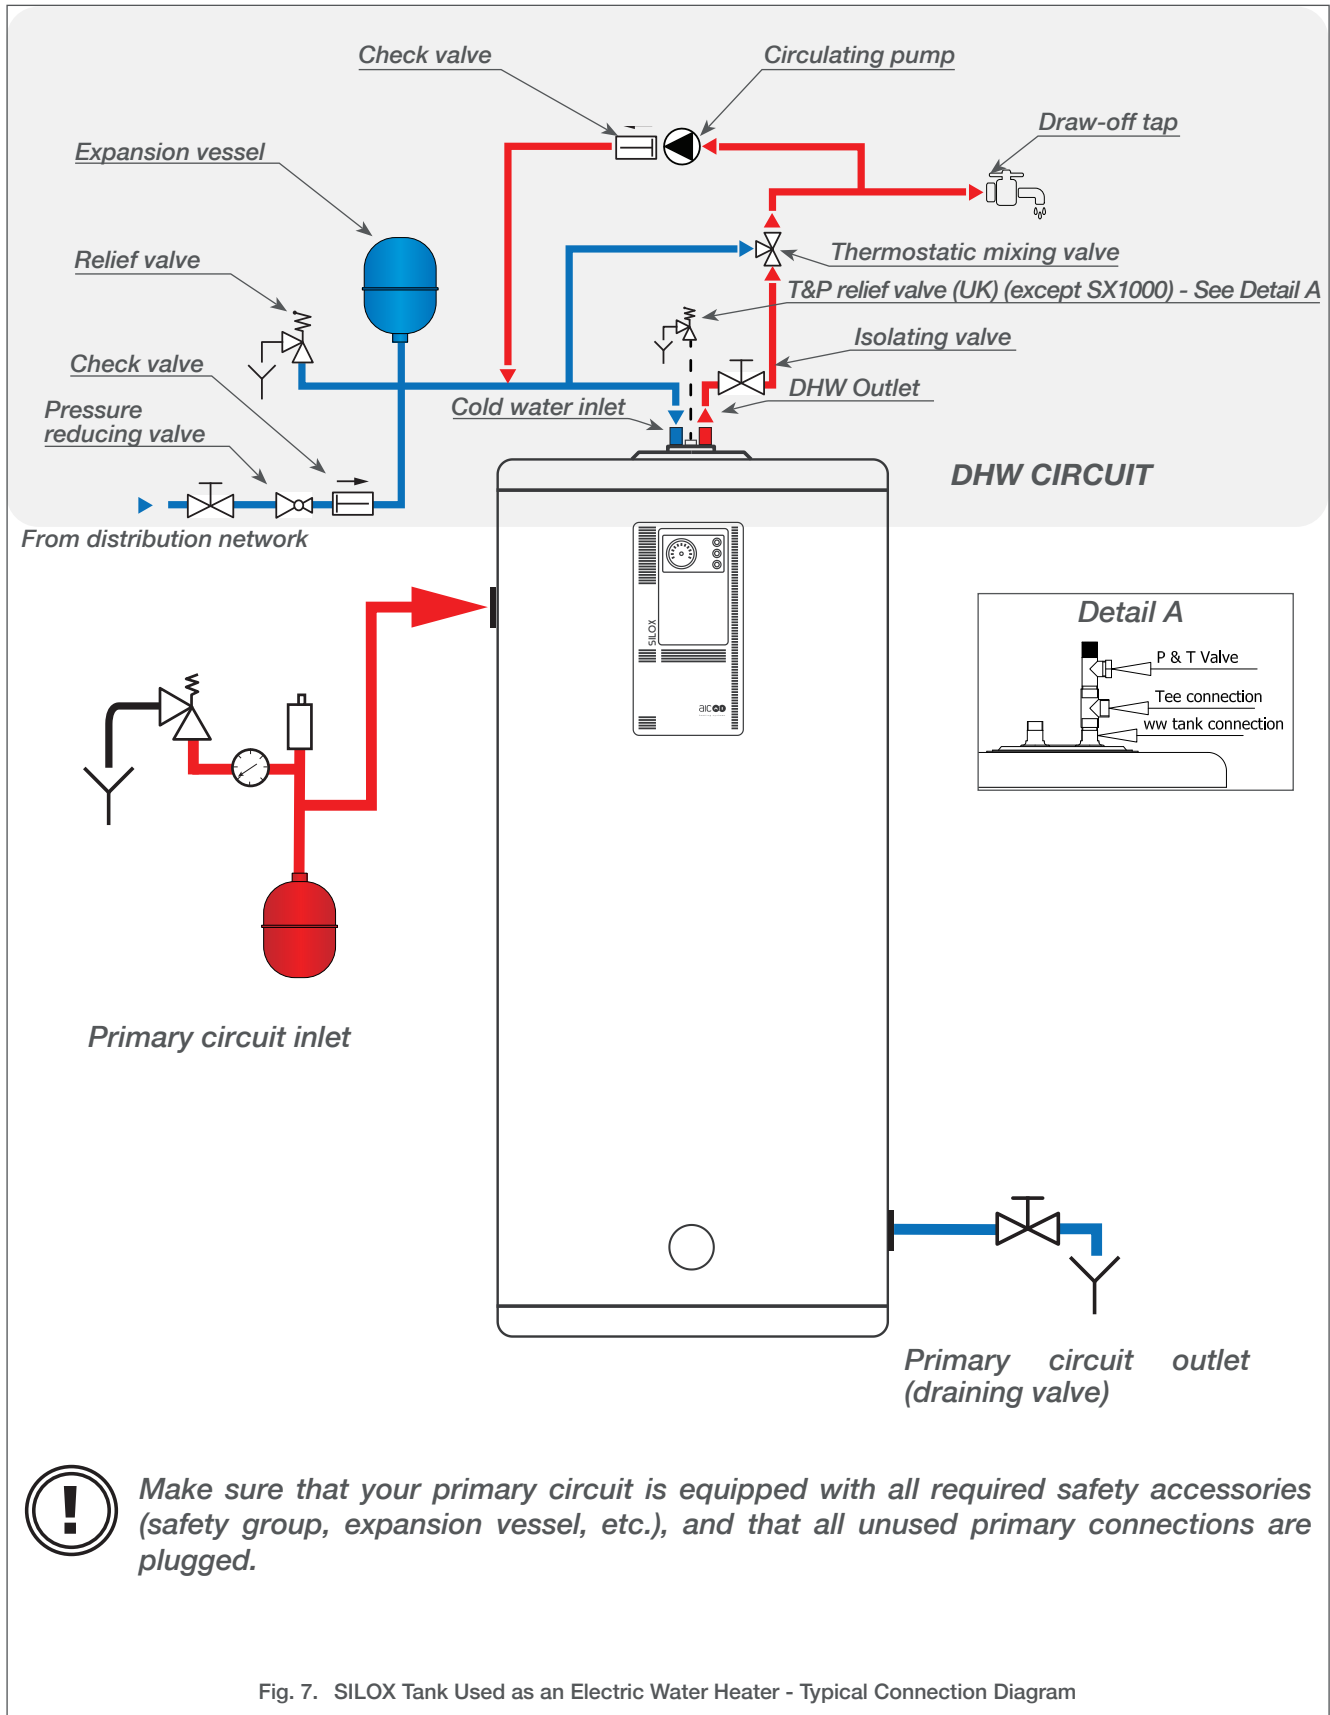 Check valve
Circulating pump
Draw-off tap
Expansion vessel
Relief valve
Thermostatic mixing valve
T&P relief valve (UK) (except SX1000) - See Detail A
Isolating valve
Check valve
DHW Outlet
Cold water inlet
Pressure
reducing valve
DHW CIRCUIT
From distribution network
SILOX
aic
Detail A
P & T Valve
Tee connection
ww tank connection
Primary circuit inlet
Primary circuit outlet
(draining valve)
!
Make sure that your primary circuit is equipped with all required safety accessories
(safety group, expansion vessel, etc.), and that all unused primary connections are
plugged.
Fig. 7. SILOX Tank Used as an Electric Water Heater - Typical Connection Diagram